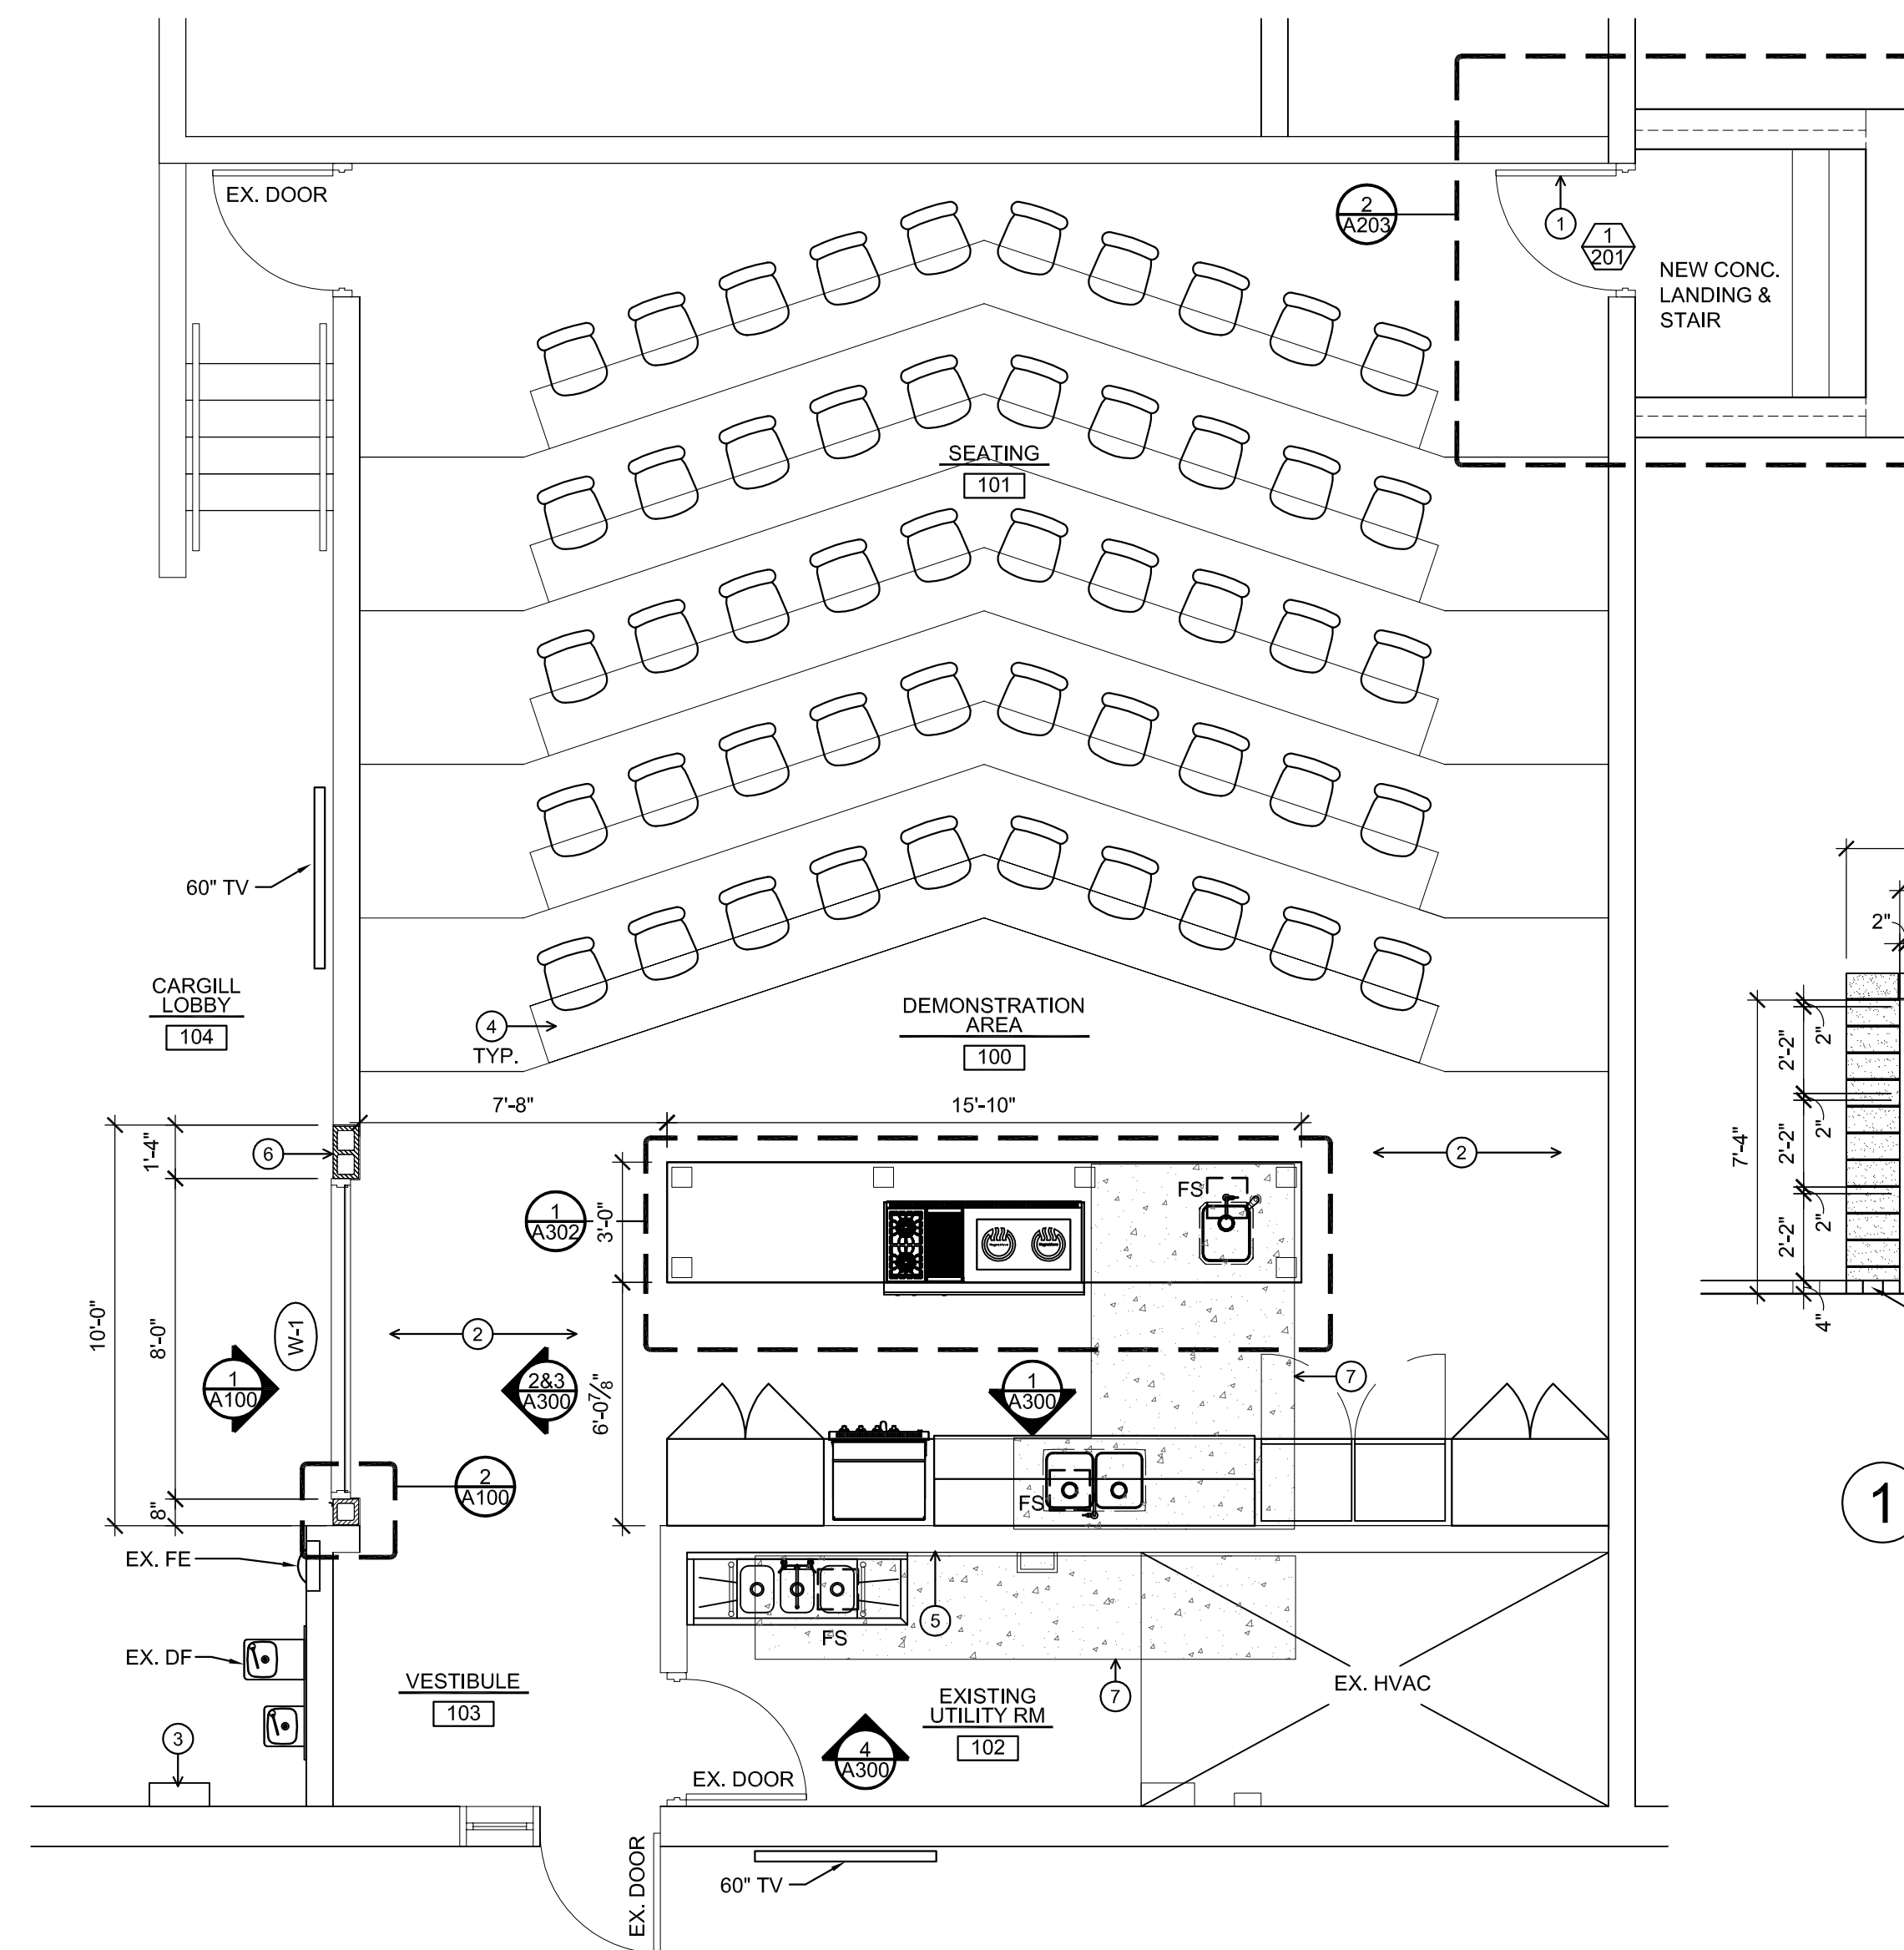 EX. DOOR
2
A203
1
1
201
NEW CONC.
LANDING &
STAIR
SEATING
101
60" TV
CARGILL
LOBBY
104
4
TYP.
DEMONSTRATION
AREA
100
7'-8"
15'-10"
10'-0"
1'-4"
8'-0"
8"
6
W-1
1
A100
2
2&3
A300
1
A302
3'-0"
6'-0⅞"
FS
2
1
A300
7
FS
2
A100
EX. FE
EX. DF
3
VESTIBULE
103
FS
5
7
EXISTING
UTILITY RM
102
4
A300
EX. HVAC
EX. DOOR
EX. DOOR
60" TV
2"
7'-4"
2'-2"
2"
2'-2"
2"
2'-2"
2"
4"
1